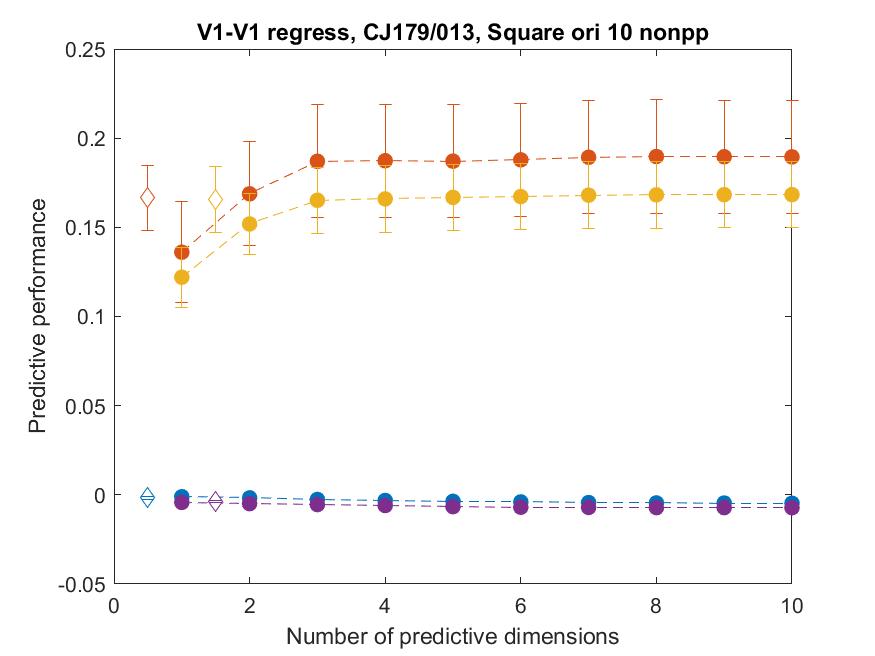 V1-V1 regress, CJ179/013, Square ori 10 nonpp
0.25
0.2
0.15
0.1
0.05
0
-0.05
Predictive performance
0 2 4 6 8 10
Number of predictive dimensions